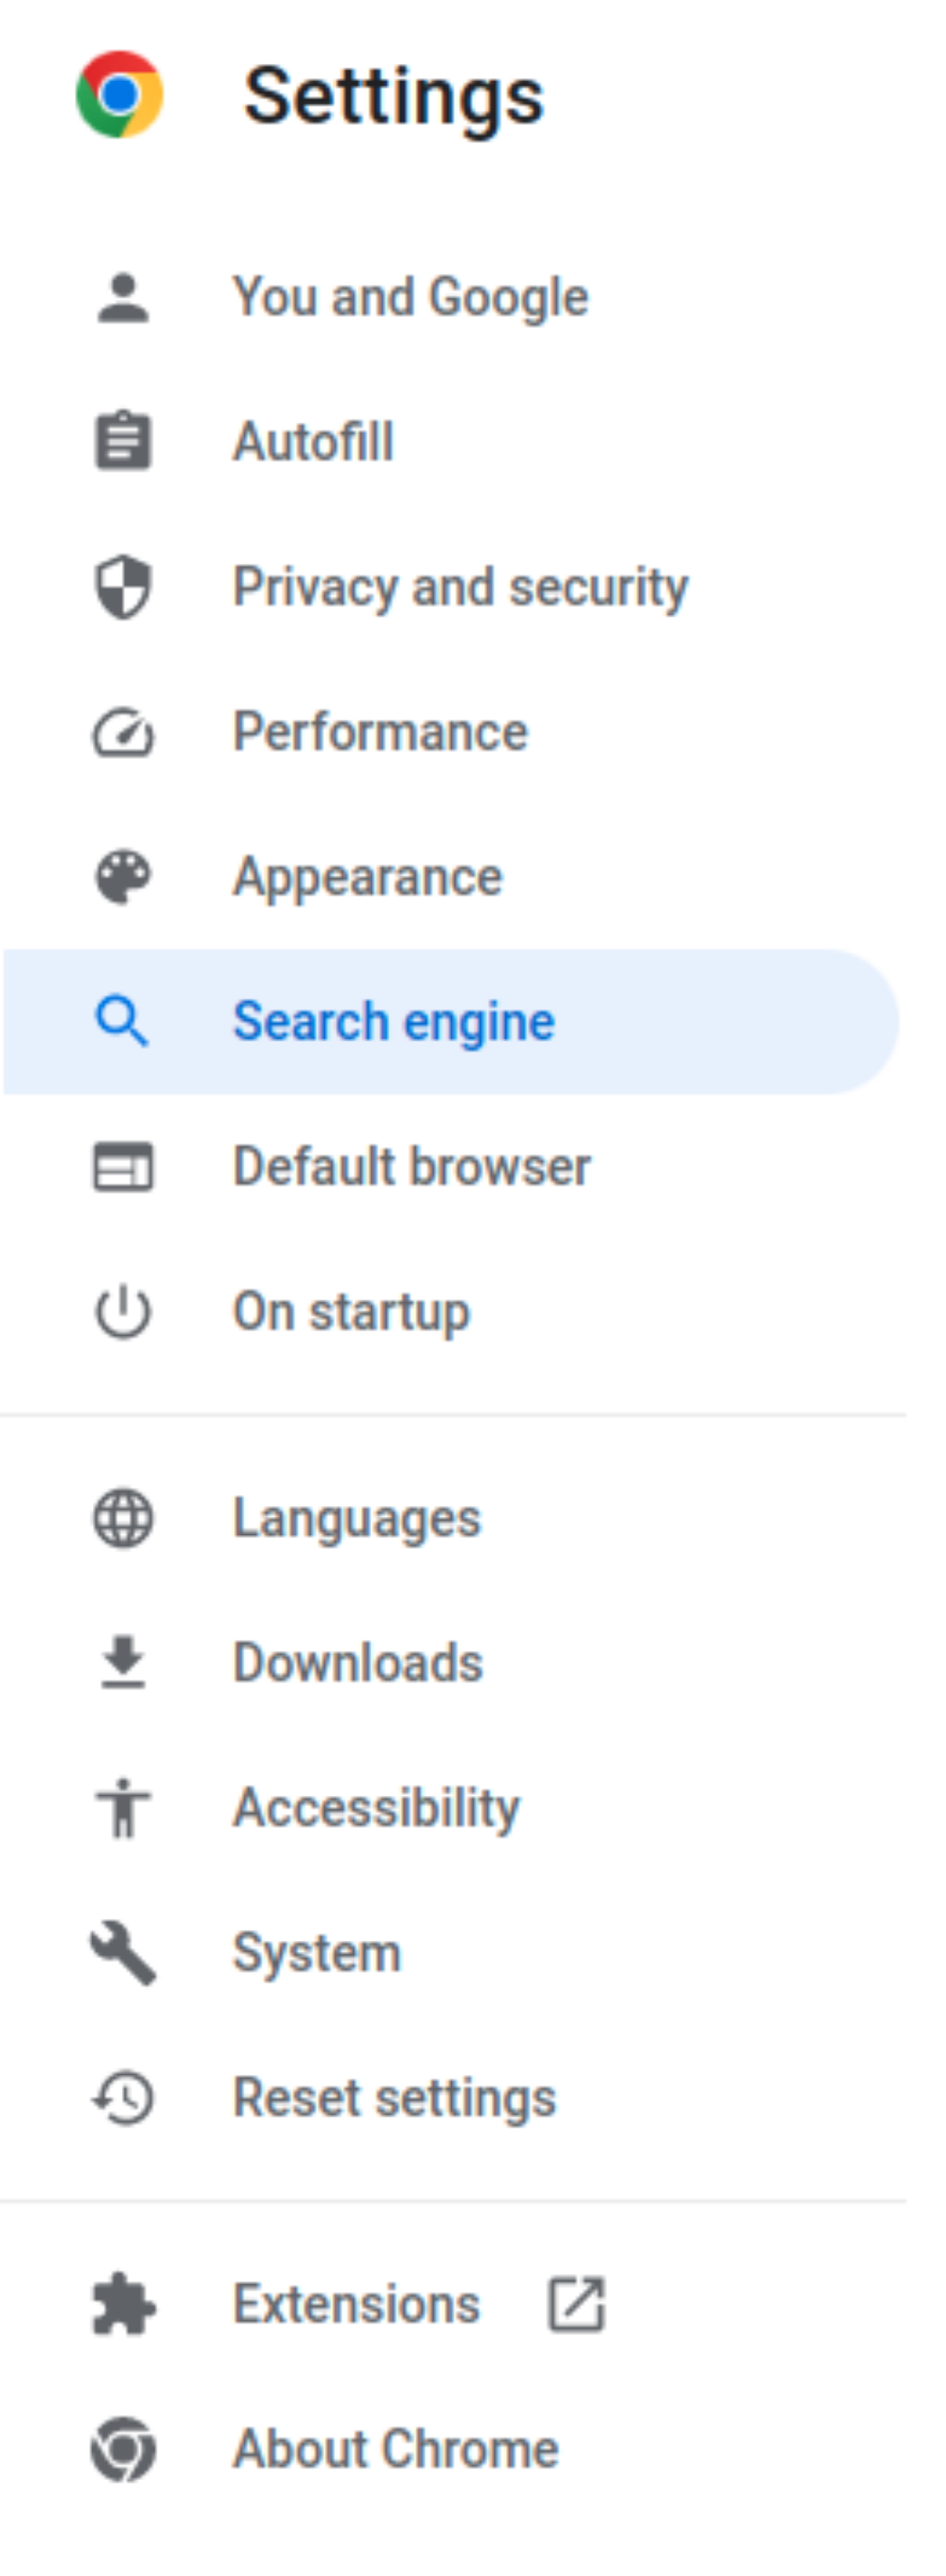 Settings
You and Google
Autofill
Privacy and security
Performance
Appearance
Search engine
Default browser
On startup
Languages
Downloads
Accessibility
System
Reset settings
Extensions
About Chrome